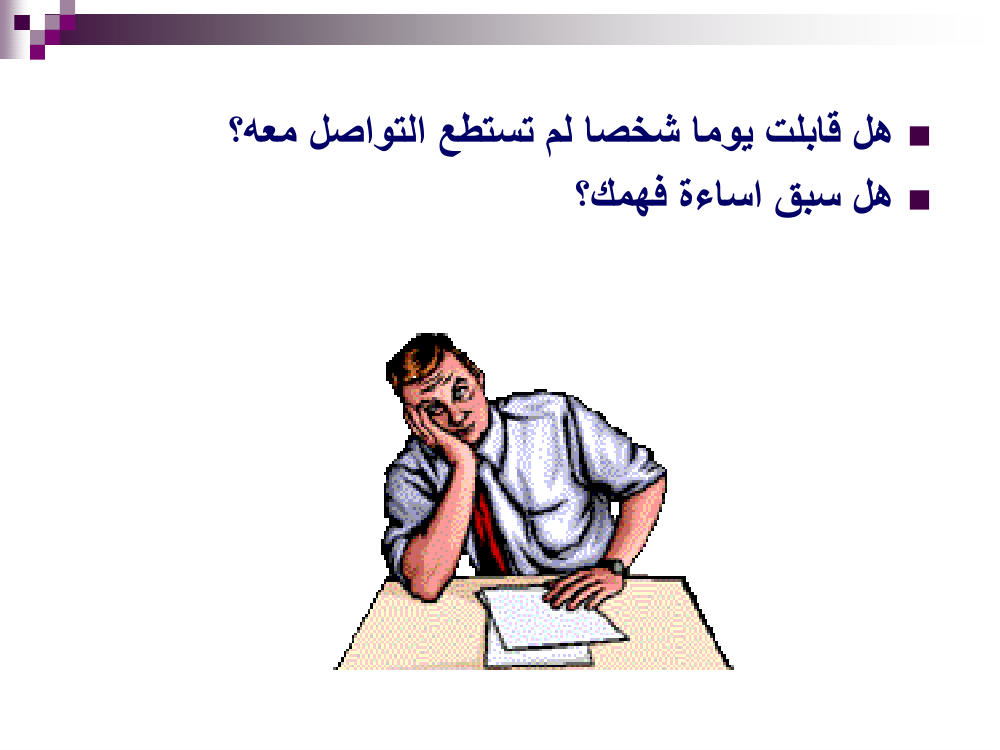 هل قابلت يوما شخصا لم تستطع التواصل معه؟
هل سبق اساءة فهمك؟